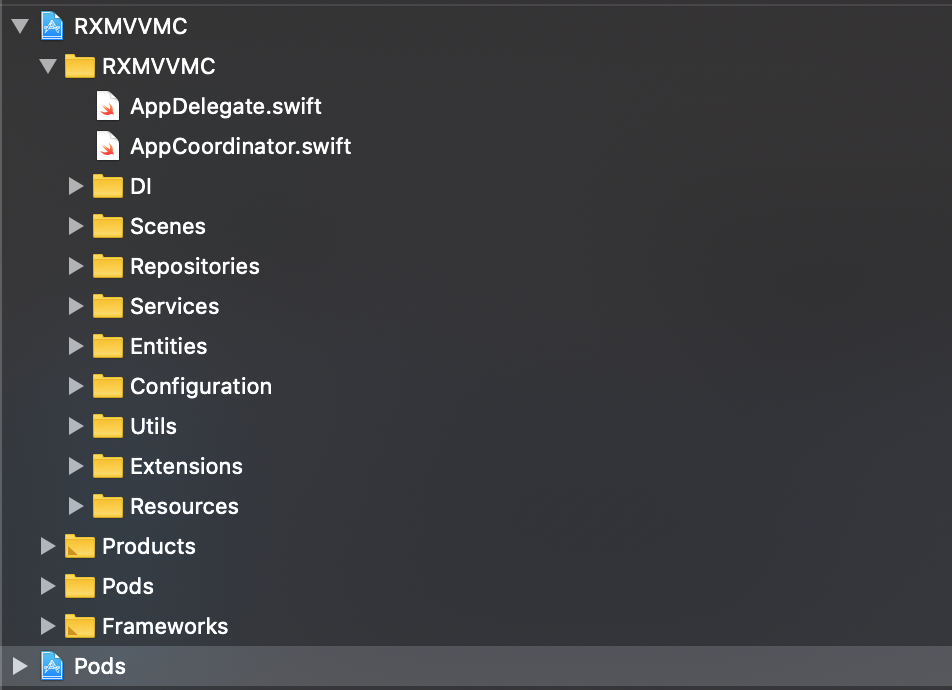 RXMVVMC
RXMVVMC
AppDelegate.swift
AppCoordinator.swift
DI
Scenes
Repositories
Services
Entities
Configuration
Utils
Extensions
Resources
Products
Pods
Frameworks
Pods